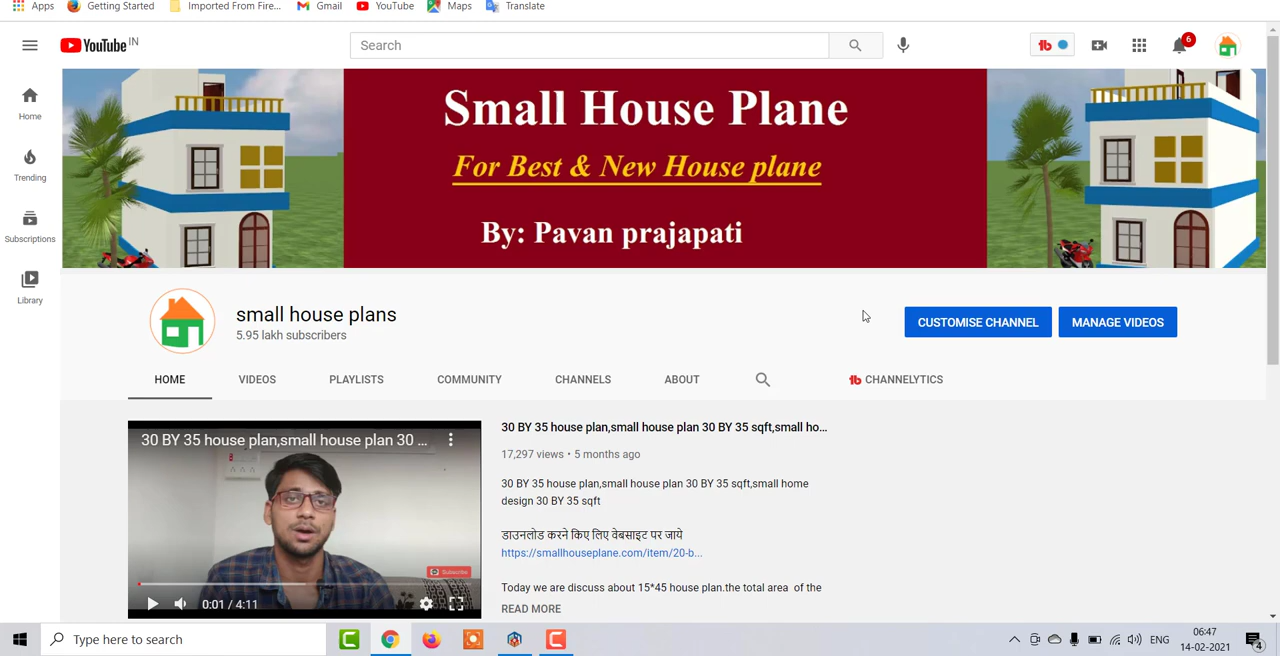 Apps Getting Started Imported From Fire... Gmail YouTube Maps Translate
YouTube IN
Search
6
Home
Trending
Subscriptions
Library
Small House Plane
For Best & New House plane
By: Pavan prajapati
small house plans
5.95 lakh subscribers
CUSTOMISE CHANNEL MANAGE VIDEOS
HOME VIDEOS PLAYLISTS COMMUNITY CHANNELS ABOUT tb CHANNELYTICS
30 BY 35 house plan,small house plan 30 ...
Subscribe
0:01 / 4:11
30 BY 35 house plan,small house plan 30 BY 35 sqft,small ho...
17,297 views • 5 months ago
30 BY 35 house plan,small house plan 30 BY 35 sqft,small home
design 30 BY 35 sqft
डाउनलोड करने किए लिए वेबसाइट पर जाये
https://smallhouseplane.com/item/20-b...
Today we are discuss about 15*45 house plan.the total area of the
READ MORE
Type here to search
ENG
06:47
14-02-2021
4